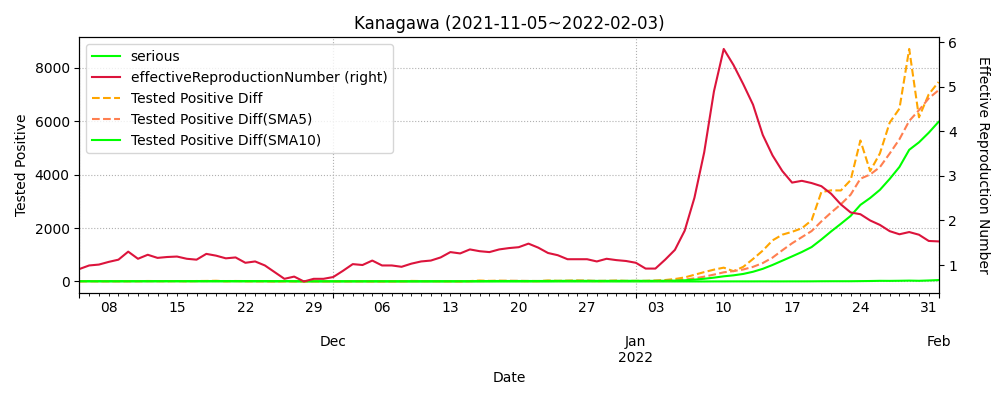 Kanagawa (2021-11-05~2022-02-03)
serious
effectiveReproductionNumber (right)
Tested Positive Diff
Tested Positive Diff(SMA5)
Tested Positive Diff(SMA10)
Tested Positive
8000
6000
4000
2000
0
6
5
4
3
2
1
Effective Reproduction Number
08 15 22 29 06 13 20 27 03 10 17 24 31
Dec Jan Feb
2022
Date